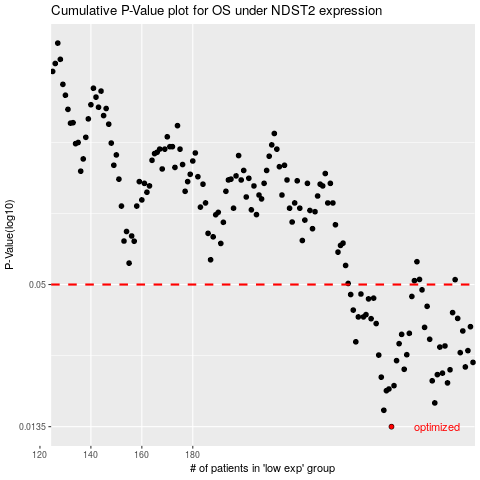 Cumulative P-Value plot for OS under NDST2 expression
P-Value(log10)
0.05
0.0135
optimized
120 140 160 180
# of patients in 'low exp' group